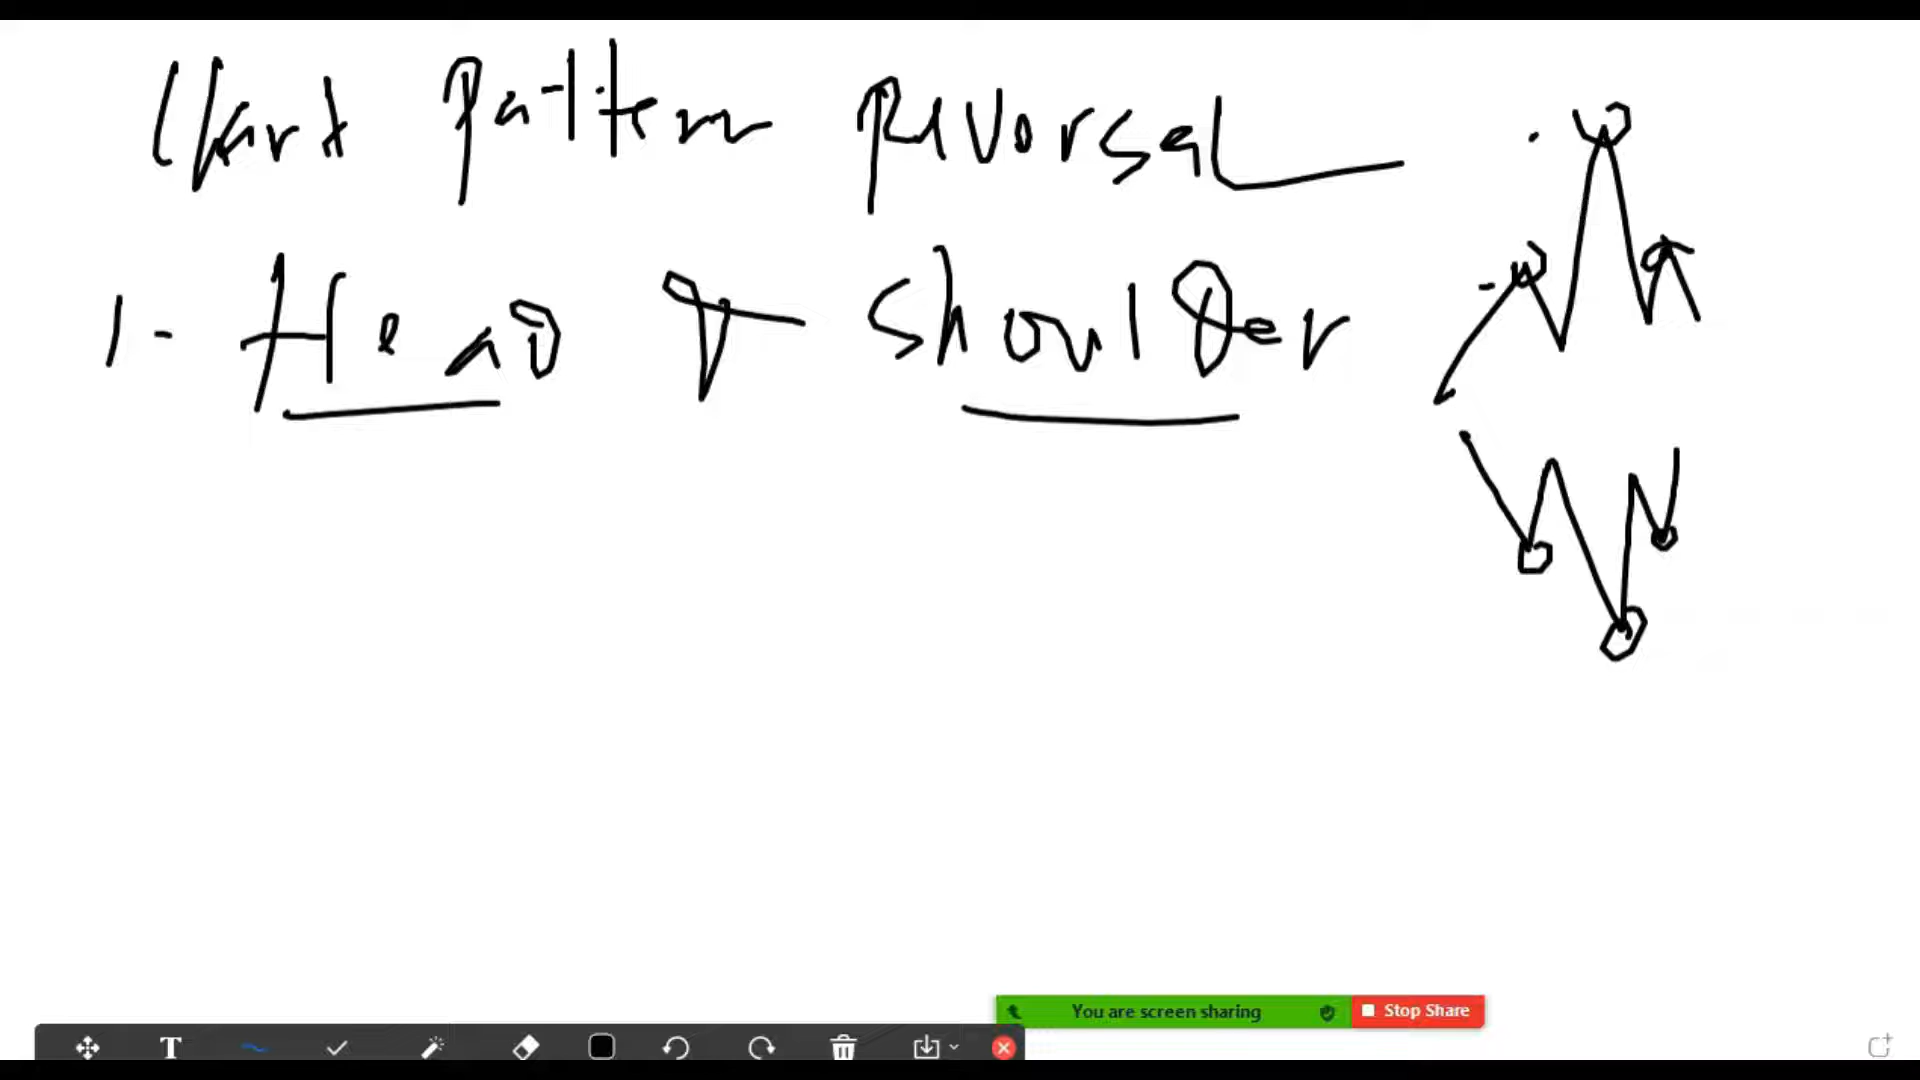 Chart Pattern Reversal
1- Head & Shoulder
You are screen sharing Stop Share
T